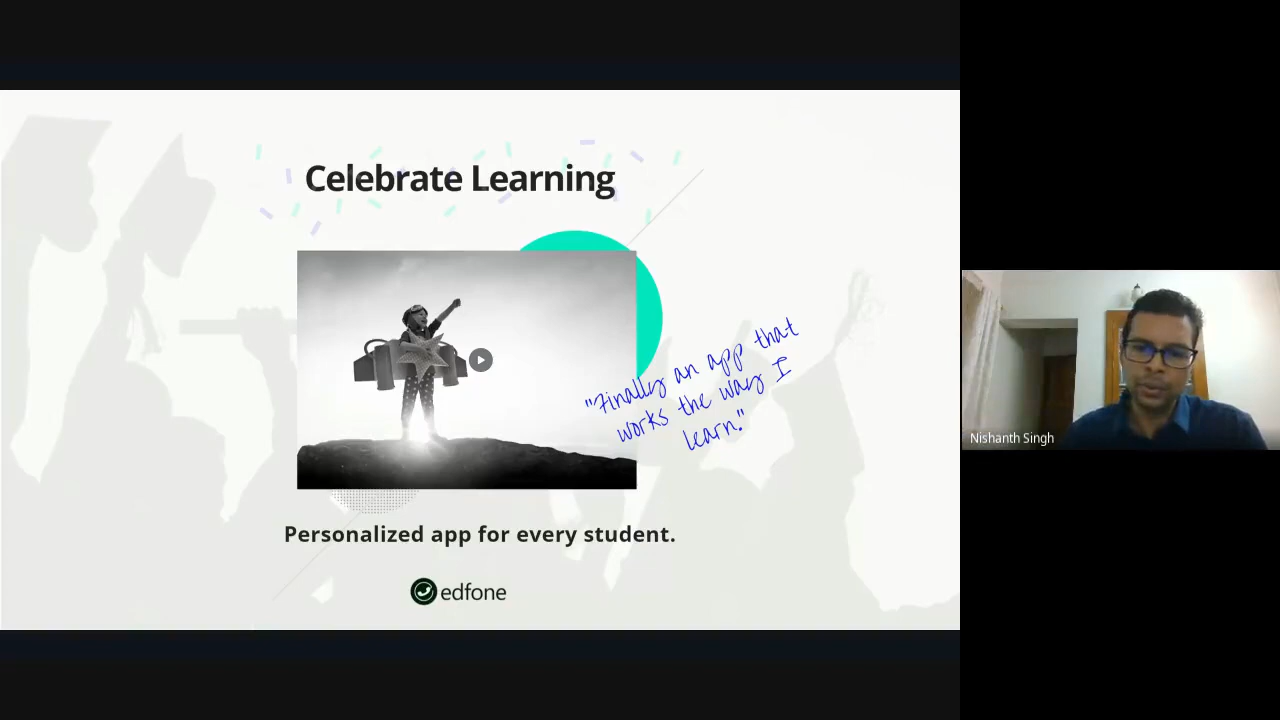 Celebrate Learning
"Finally an app that
works the way I
learn."
Personalized app for every student.
edfone
Nishanth Singh